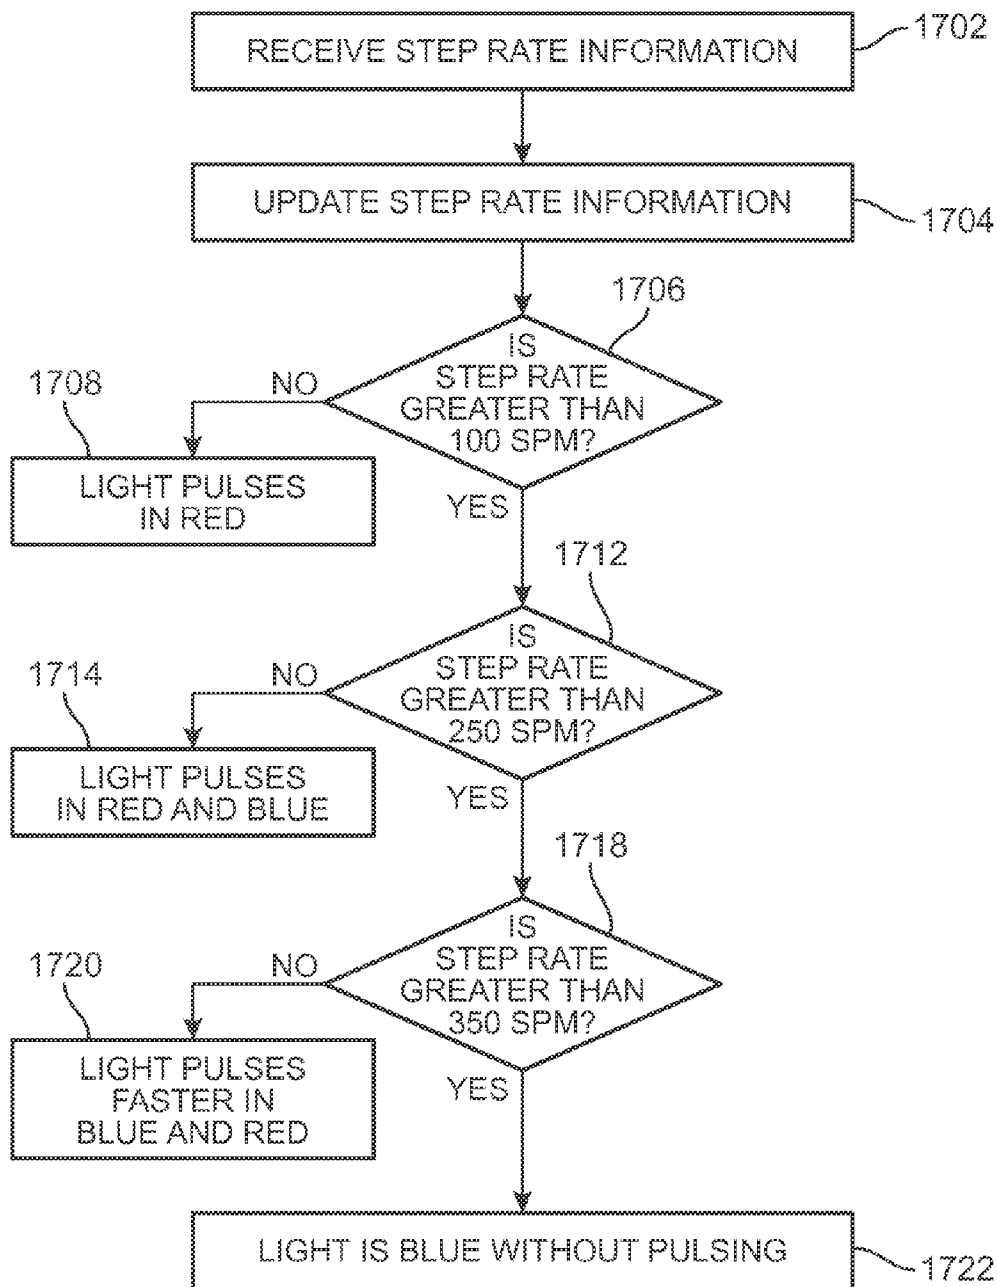 RECEIVE STEP RATE INFORMATION
1702
UPDATE STEP RATE INFORMATION
1704
1706
IS
STEP RATE
GREATER THAN
100 SPM?
NO
1708
LIGHT PULSES
IN RED
YES
1712
IS
STEP RATE
GREATER THAN
250 SPM?
NO
1714
LIGHT PULSES
IN RED AND BLUE
YES
1718
IS
STEP RATE
GREATER THAN
350 SPM?
NO
1720
LIGHT PULSES
FASTER IN
BLUE AND RED
YES
LIGHT IS BLUE WITHOUT PULSING
1722